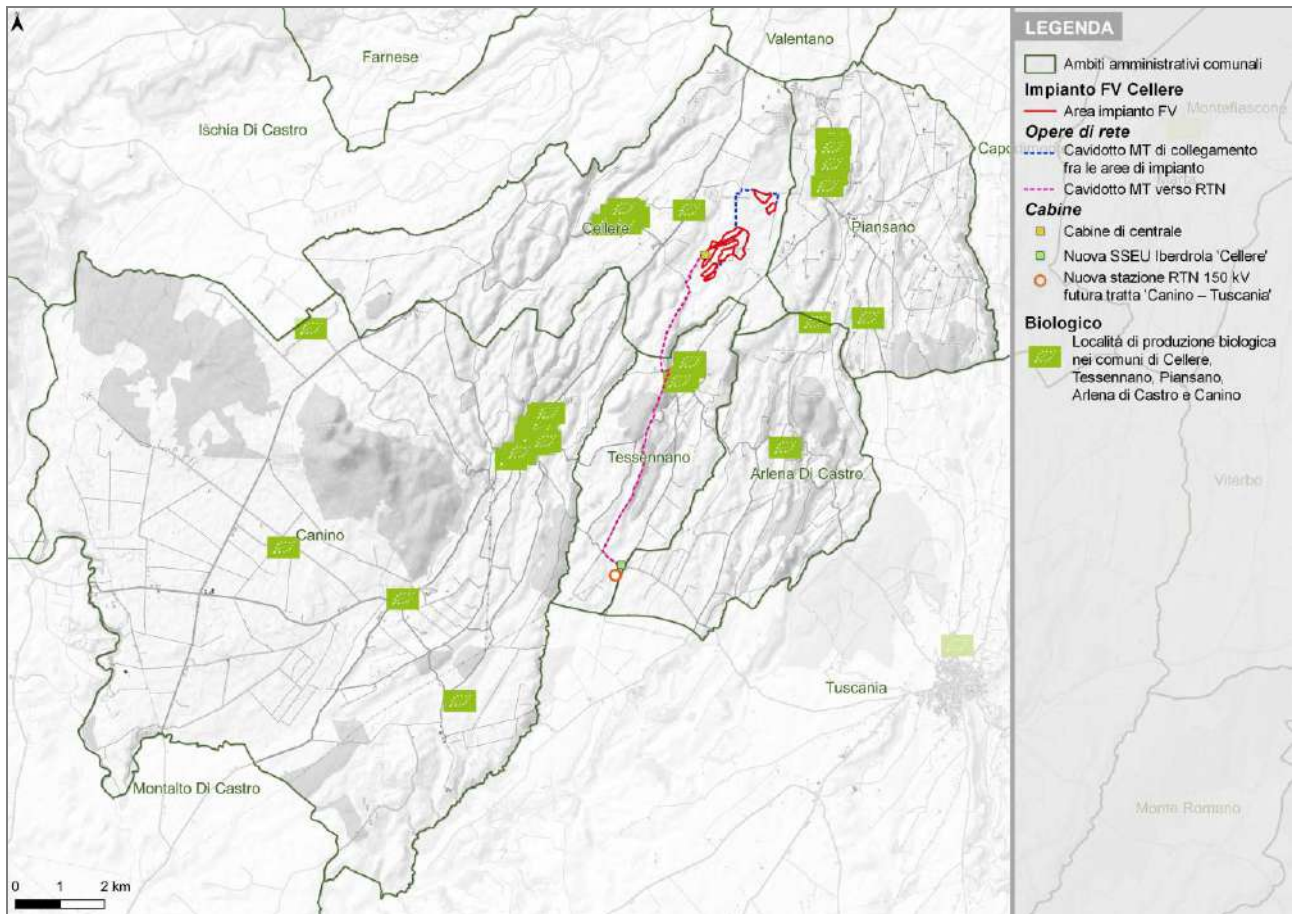 Valentano
Farnese
Ischia Di Castro
Cellere
Piansano
Tessennano
Arlena Di Castro
Canino
Tuscania
Montalto Di Castro
0 1 2 km
LEGENDA
Ambiti amministrativi comunali
Impianto FV Cellere
Montefiascone
Area impianto FV
Opere di rete
Cavidotto MT di collegamento
fra le aree di impianto
Cavidotto MT verso RTN
Cabine
Cabine di centrale
Nuova SSEU Iberdrola 'Cellere'
Nuova stazione RTN 150 kV
futura tratta 'Canino – Tuscania'
Biologico
Località di produzione biologica
nei comuni di Cellere,
Tessennano, Piansano,
Arlena di Castro e Canino
Viterbo
Monte Romano